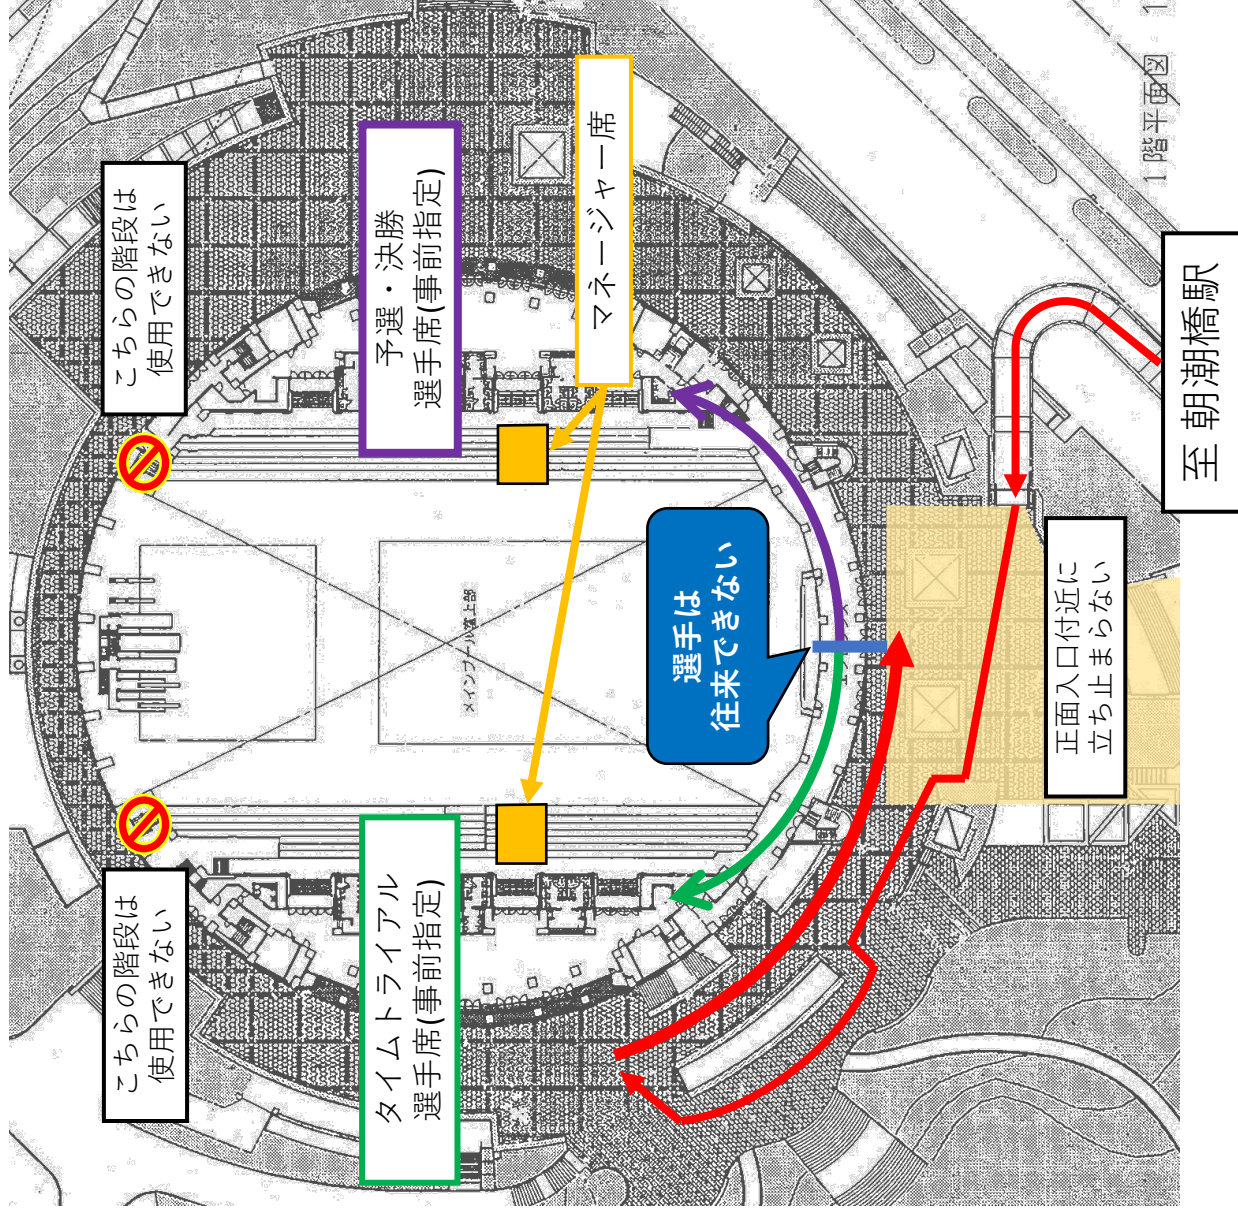 こちらの階段は
使用できない
こちらの階段は
使用できない
タイムトライアル
選手席(事前指定)
予選・決勝
選手席(事前指定)
マネージャー席
メインプール室上部
選手は
往来できない
正面入口付近に
立ち止まらない
至 朝潮橋駅
1階平面図